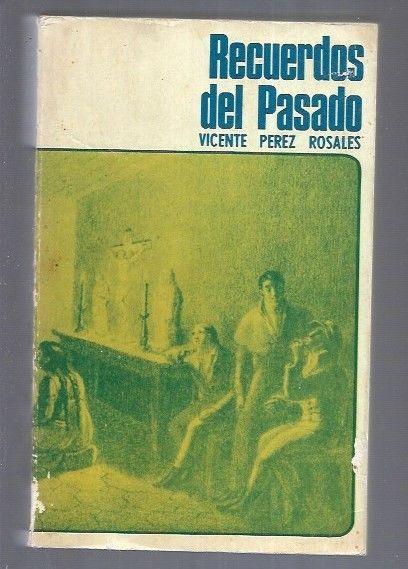 Recuerdos
del Pasado
VICENTE PEREZ ROSALES